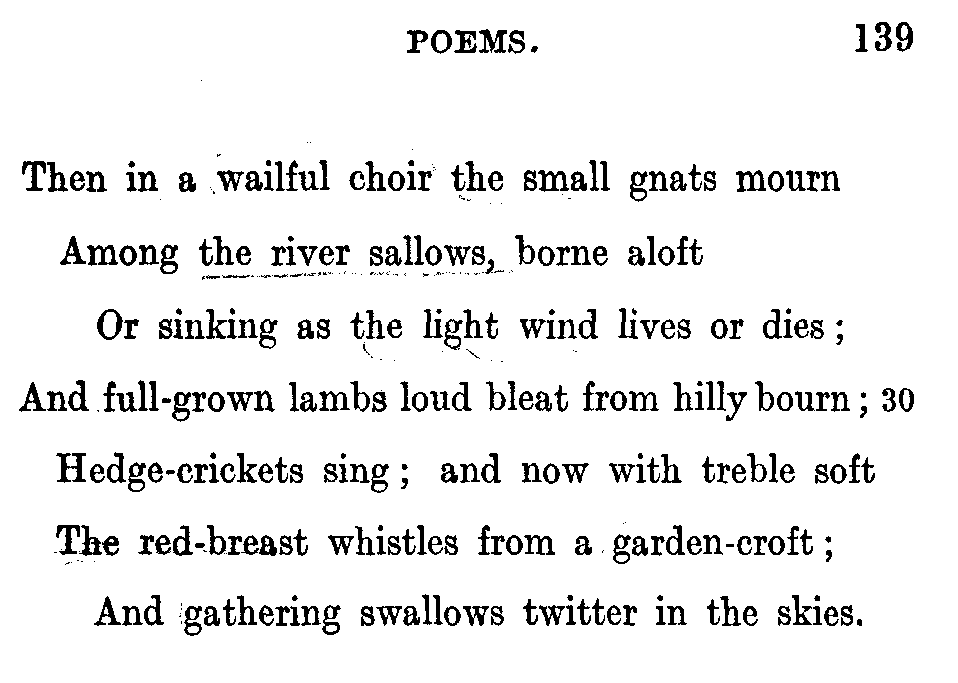 POEMS. 139
Then in a wailful choir the small gnats mourn
Among the river sallows, borne aloft
Or sinking as the light wind lives or dies ;
And full-grown lambs loud bleat from hilly bourn ; 30
Hedge-crickets sing ; and now with treble soft
The red-breast whistles from a garden-croft ;
And gathering swallows twitter in the skies.